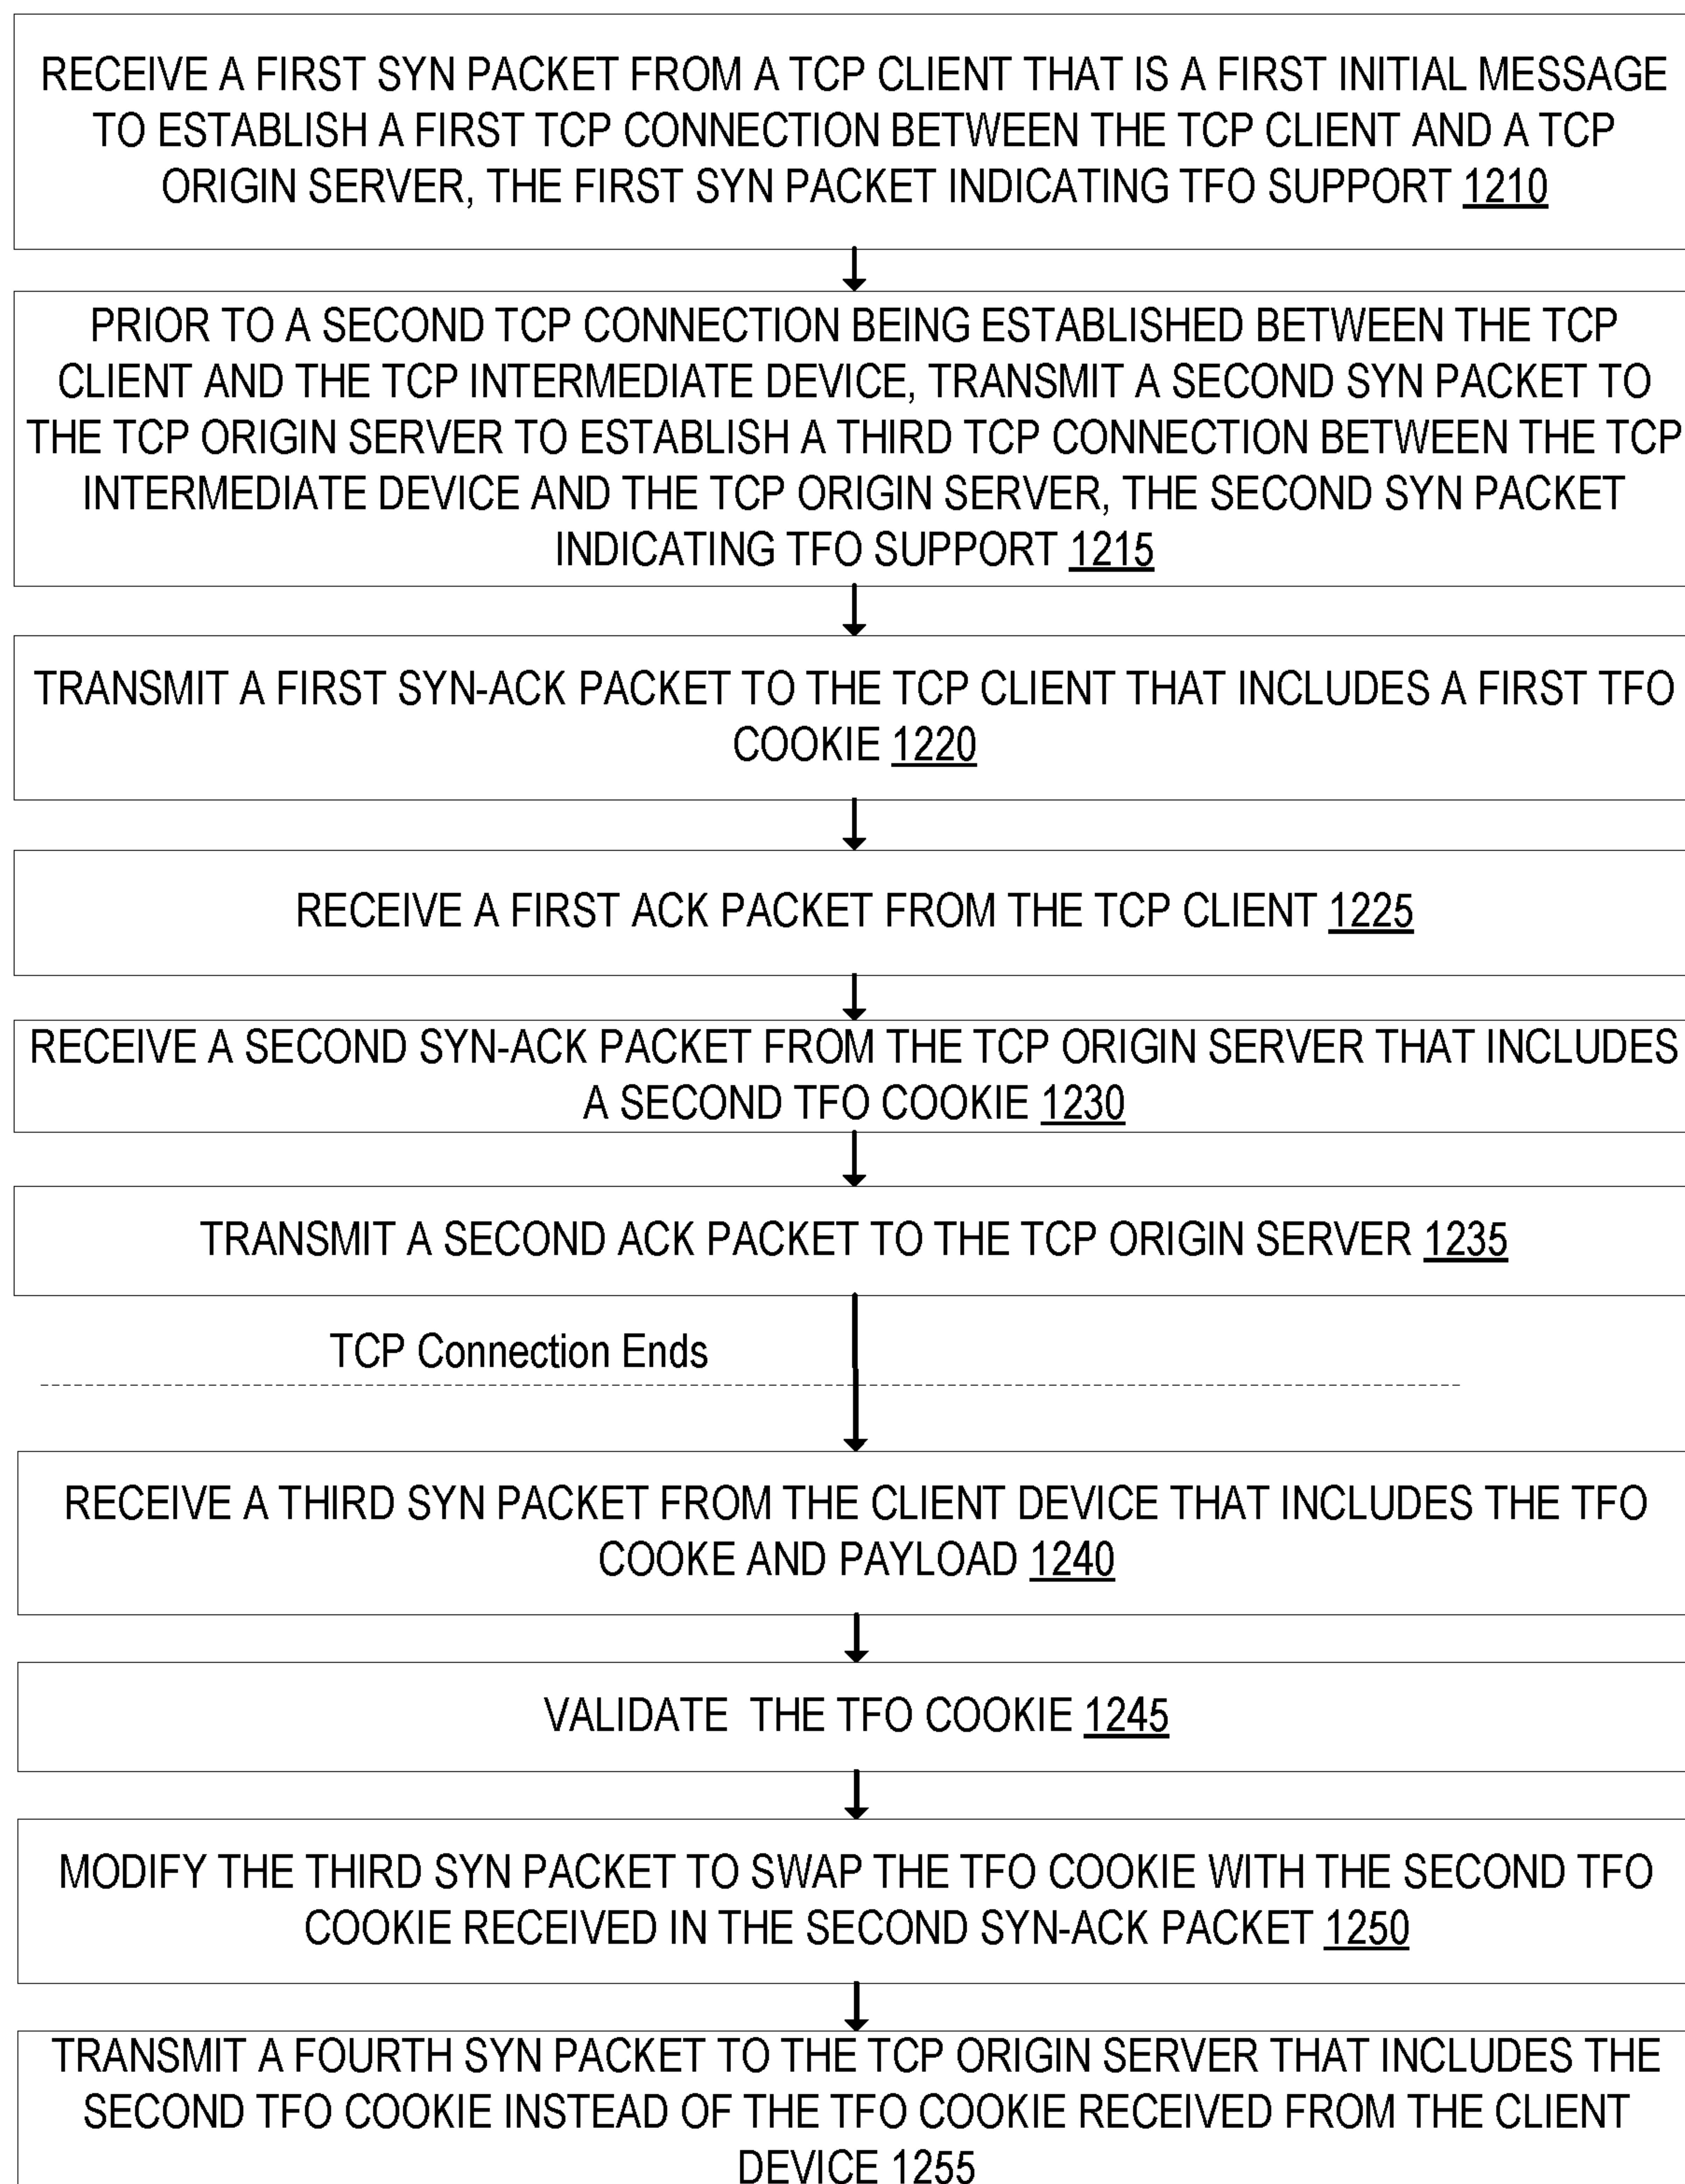 RECEIVE A FIRST SYN PACKET FROM A TCP CLIENT THAT IS A FIRST INITIAL MESSAGE
TO ESTABLISH A FIRST TCP CONNECTION BETWEEN THE TCP CLIENT AND A TCP
ORIGIN SERVER, THE FIRST SYN PACKET INDICATING TFO SUPPORT 1210
PRIOR TO A SECOND TCP CONNECTION BEING ESTABLISHED BETWEEN THE TCP
CLIENT AND THE TCP INTERMEDIATE DEVICE, TRANSMIT A SECOND SYN PACKET TO
THE TCP ORIGIN SERVER TO ESTABLISH A THIRD TCP CONNECTION BETWEEN THE TCP
INTERMEDIATE DEVICE AND THE TCP ORIGIN SERVER, THE SECOND SYN PACKET
INDICATING TFO SUPPORT 1215
TRANSMIT A FIRST SYN-ACK PACKET TO THE TCP CLIENT THAT INCLUDES A FIRST TFO
COOKIE 1220
RECEIVE A FIRST ACK PACKET FROM THE TCP CLIENT 1225
RECEIVE A SECOND SYN-ACK PACKET FROM THE TCP ORIGIN SERVER THAT INCLUDES
A SECOND TFO COOKIE 1230
TRANSMIT A SECOND ACK PACKET TO THE TCP ORIGIN SERVER 1235
TCP Connection Ends
RECEIVE A THIRD SYN PACKET FROM THE CLIENT DEVICE THAT INCLUDES THE TFO
COOKE AND PAYLOAD 1240
VALIDATE THE TFO COOKIE 1245
MODIFY THE THIRD SYN PACKET TO SWAP THE TFO COOKIE WITH THE SECOND TFO
COOKIE RECEIVED IN THE SECOND SYN-ACK PACKET 1250
TRANSMIT A FOURTH SYN PACKET TO THE TCP ORIGIN SERVER THAT INCLUDES THE
SECOND TFO COOKIE INSTEAD OF THE TFO COOKIE RECEIVED FROM THE CLIENT
DEVICE 1255